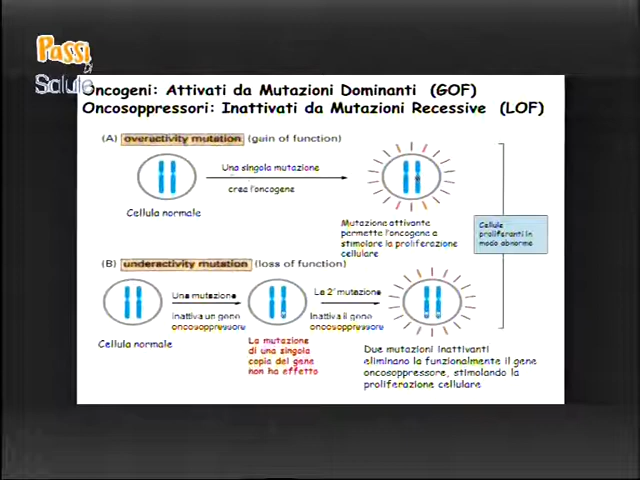 Passi
di
Salute
Oncogeni: Attivati da Mutazioni Dominanti (GOF)
Oncosoppressori: Inattivati da Mutazioni Recessive (LOF)
(A) overactivity mutation (gain of function)
Una singola mutazione
crea l'oncogene
Cellula normale
Mutazione attivante
permette l'oncogene a
stimolare la proliferazione
cellulare
Cellule
proliferanti in
modo abnorme
(B) underactivity mutation (loss of function)
Una mutazione
inattiva un gene
oncosoppressore
La 2° mutazione
Inattiva il gene
oncosoppressore
Cellula normale
La mutazione
di una singola
copia del gene
non ha effetto
Due mutazioni inattivanti
eliminano la funzionalmente il gene
oncosoppressore, stimolando la
proliferazione cellulare